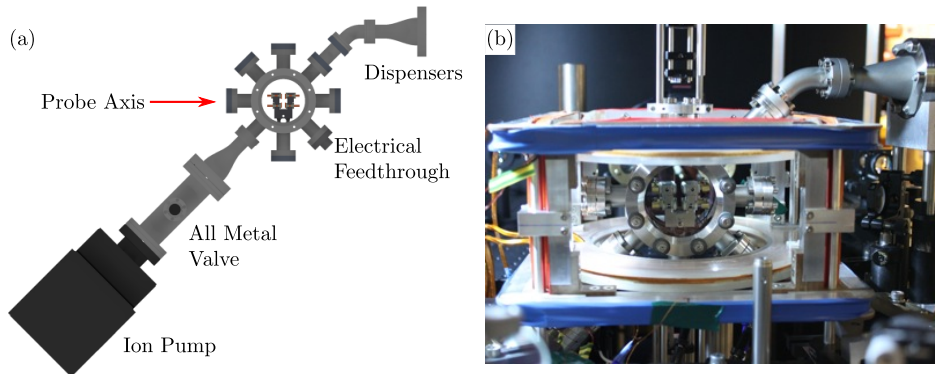 (a)
Dispensers
Probe Axis
Electrical
Feedthrough
All Metal
Valve
Ion Pump
(b)